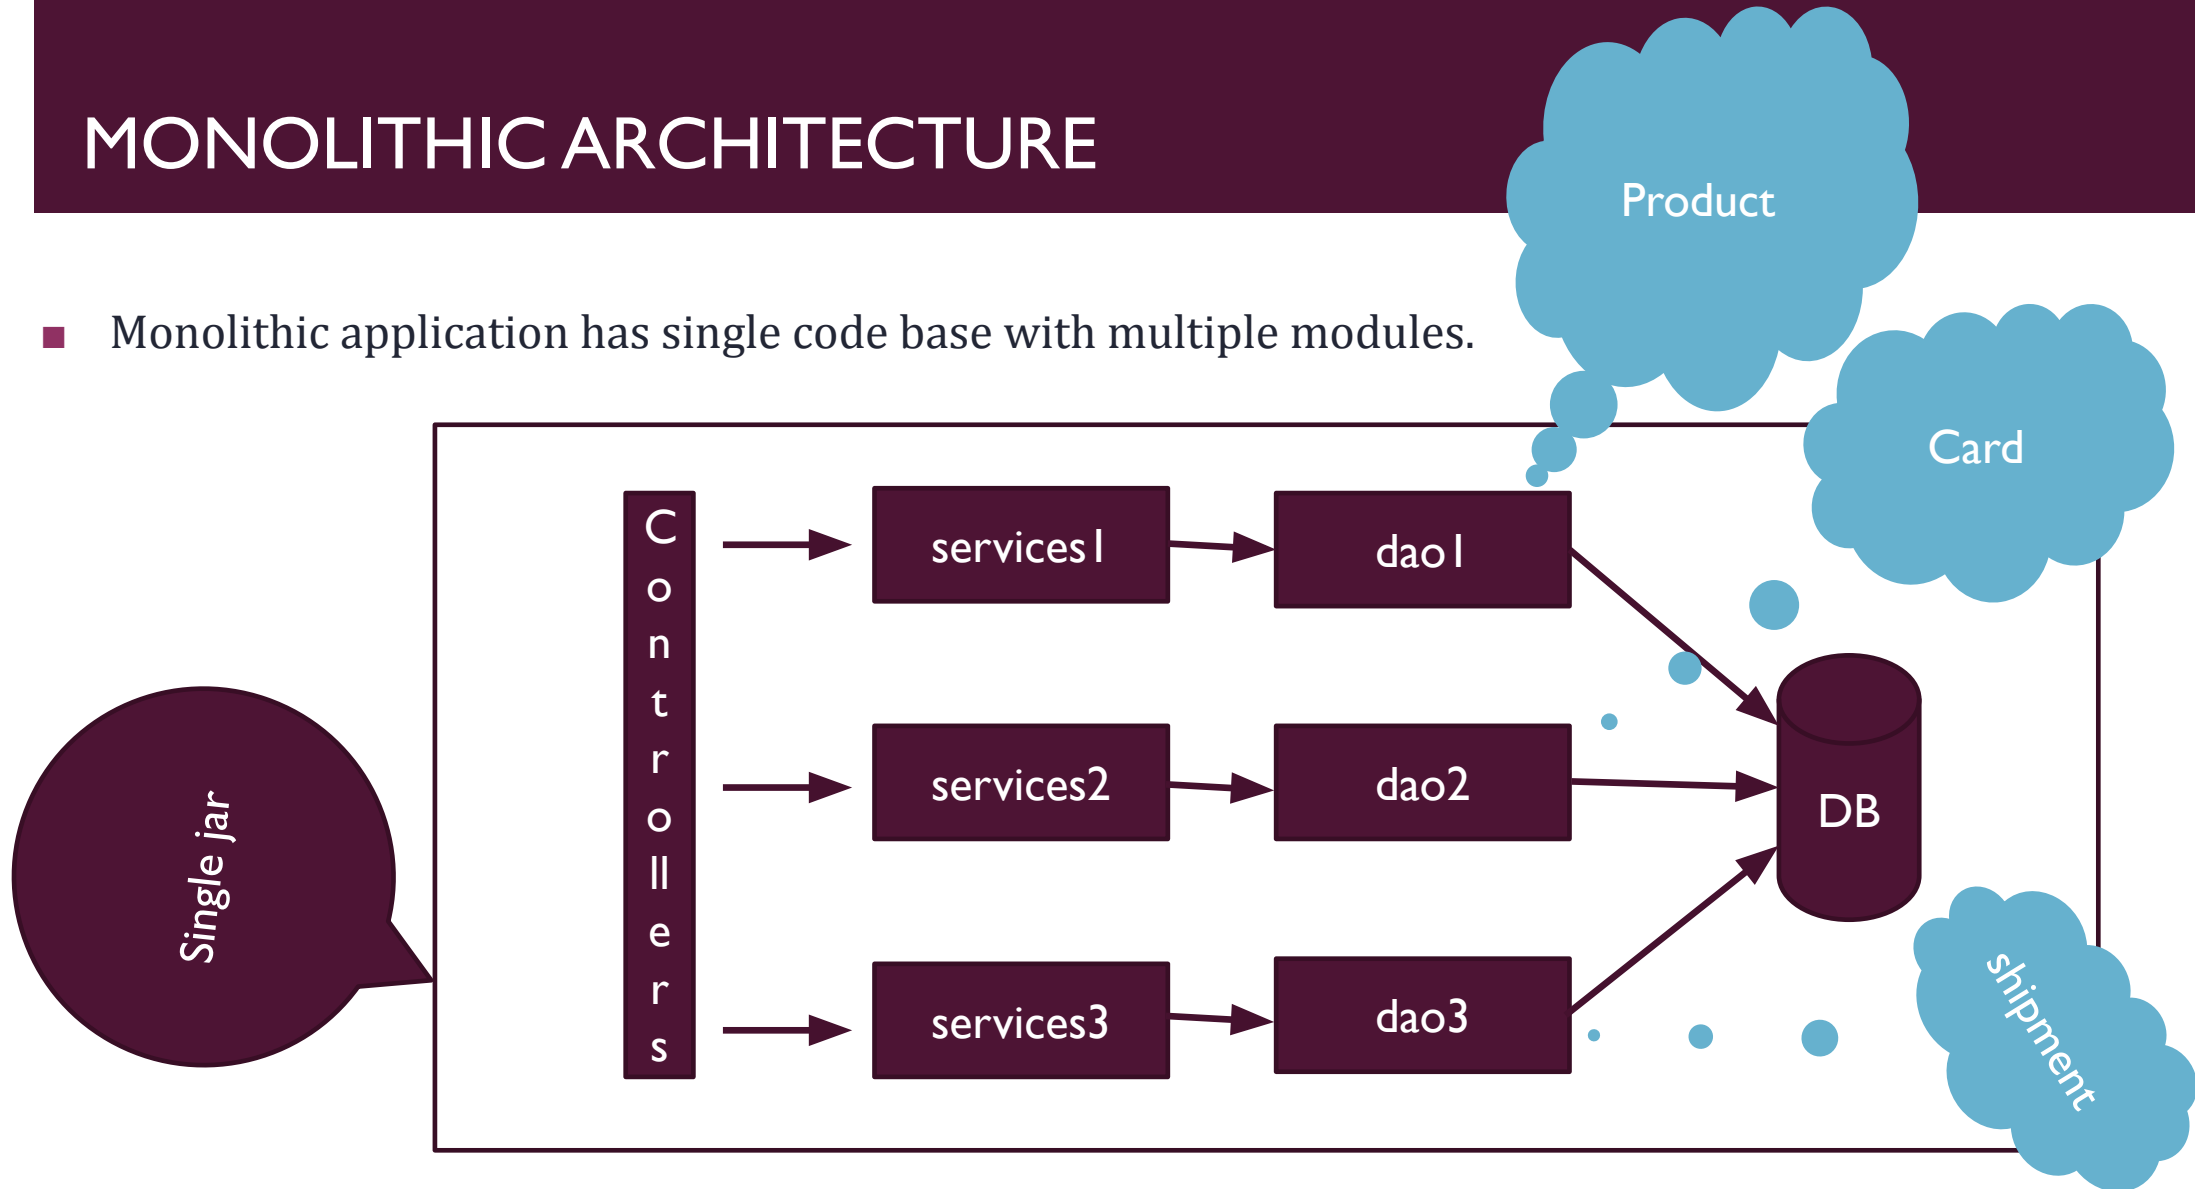 MONOLITHIC ARCHITECTURE
Product
Monolithic application has single code base with multiple modules.
Card
Controllers
services1
dao1
services2
dao2
DB
Single jar
services3
dao3
shipment